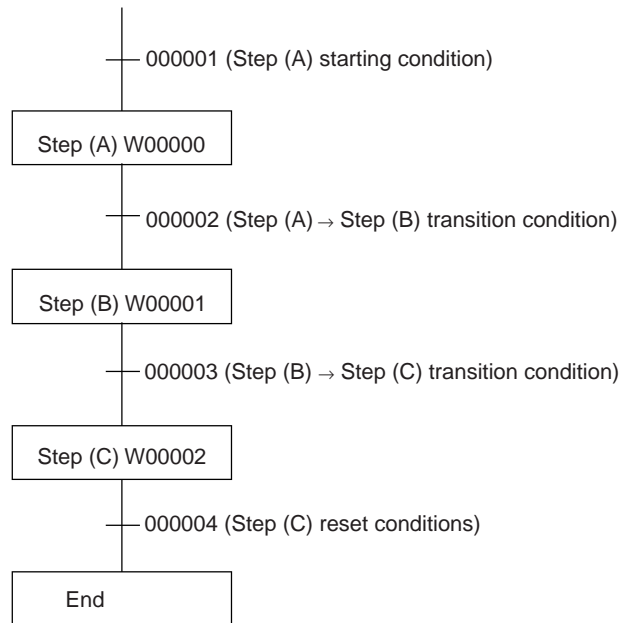 000001 (Step (A) starting condition)
Step (A) W00000
000002 (Step (A) → Step (B) transition condition)
Step (B) W00001
000003 (Step (B) → Step (C) transition condition)
Step (C) W00002
000004 (Step (C) reset conditions)
End